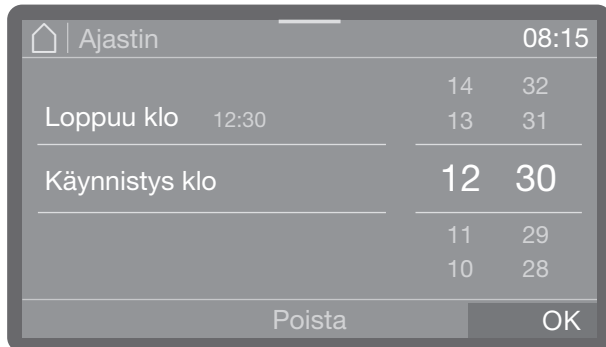 Ajastin 08:15
14 32
Loppuu klo 12:30 13 31
Käynnistys klo 12 30
11 29
10 28
Poista OK